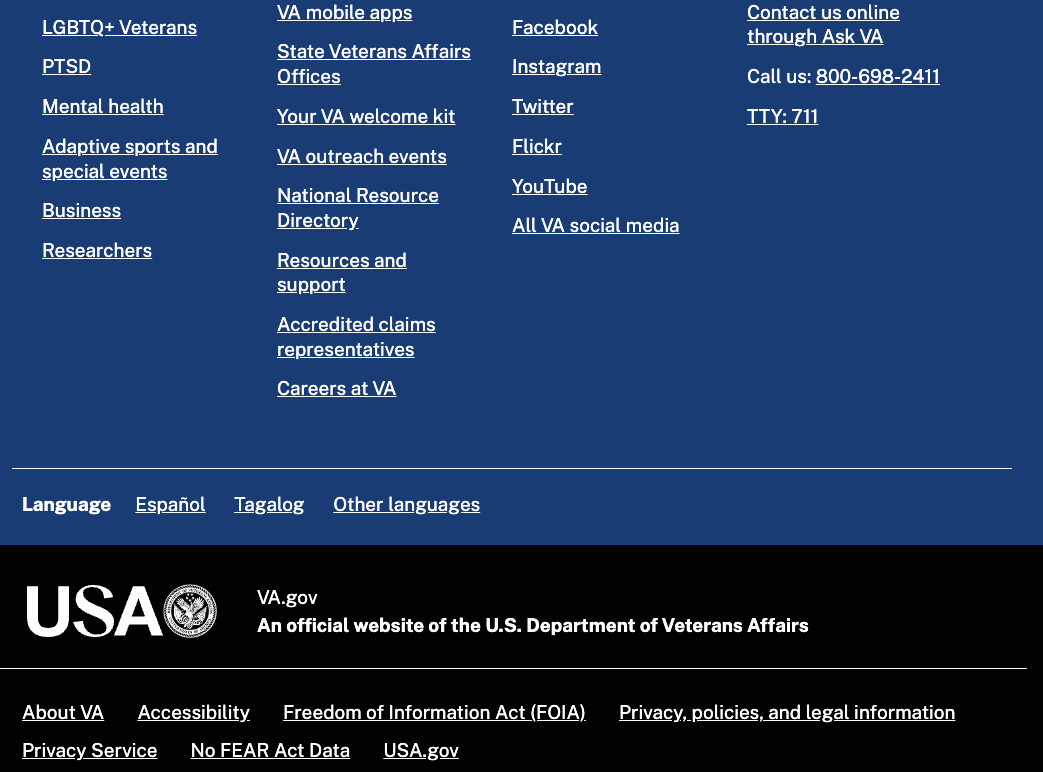 LGBTQ+ Veterans
PTSD
Mental health
Adaptive sports and
special events
Business
Researchers
VA mobile apps
State Veterans Affairs
Offices
Your VA welcome kit
VA outreach events
National Resource
Directory
Resources and
support
Accredited claims
representatives
Careers at VA
Facebook
Instagram
Twitter
Flickr
YouTube
All VA social media
Contact us online
through Ask VA
Call us: 800-698-2411
TTY: 711
Language Español Tagalog Other languages
USA
VA.gov
An official website of the U.S. Department of Veterans Affairs
About VA Accessibility Freedom of Information Act (FOIA) Privacy, policies, and legal information
Privacy Service No FEAR Act Data USA.gov